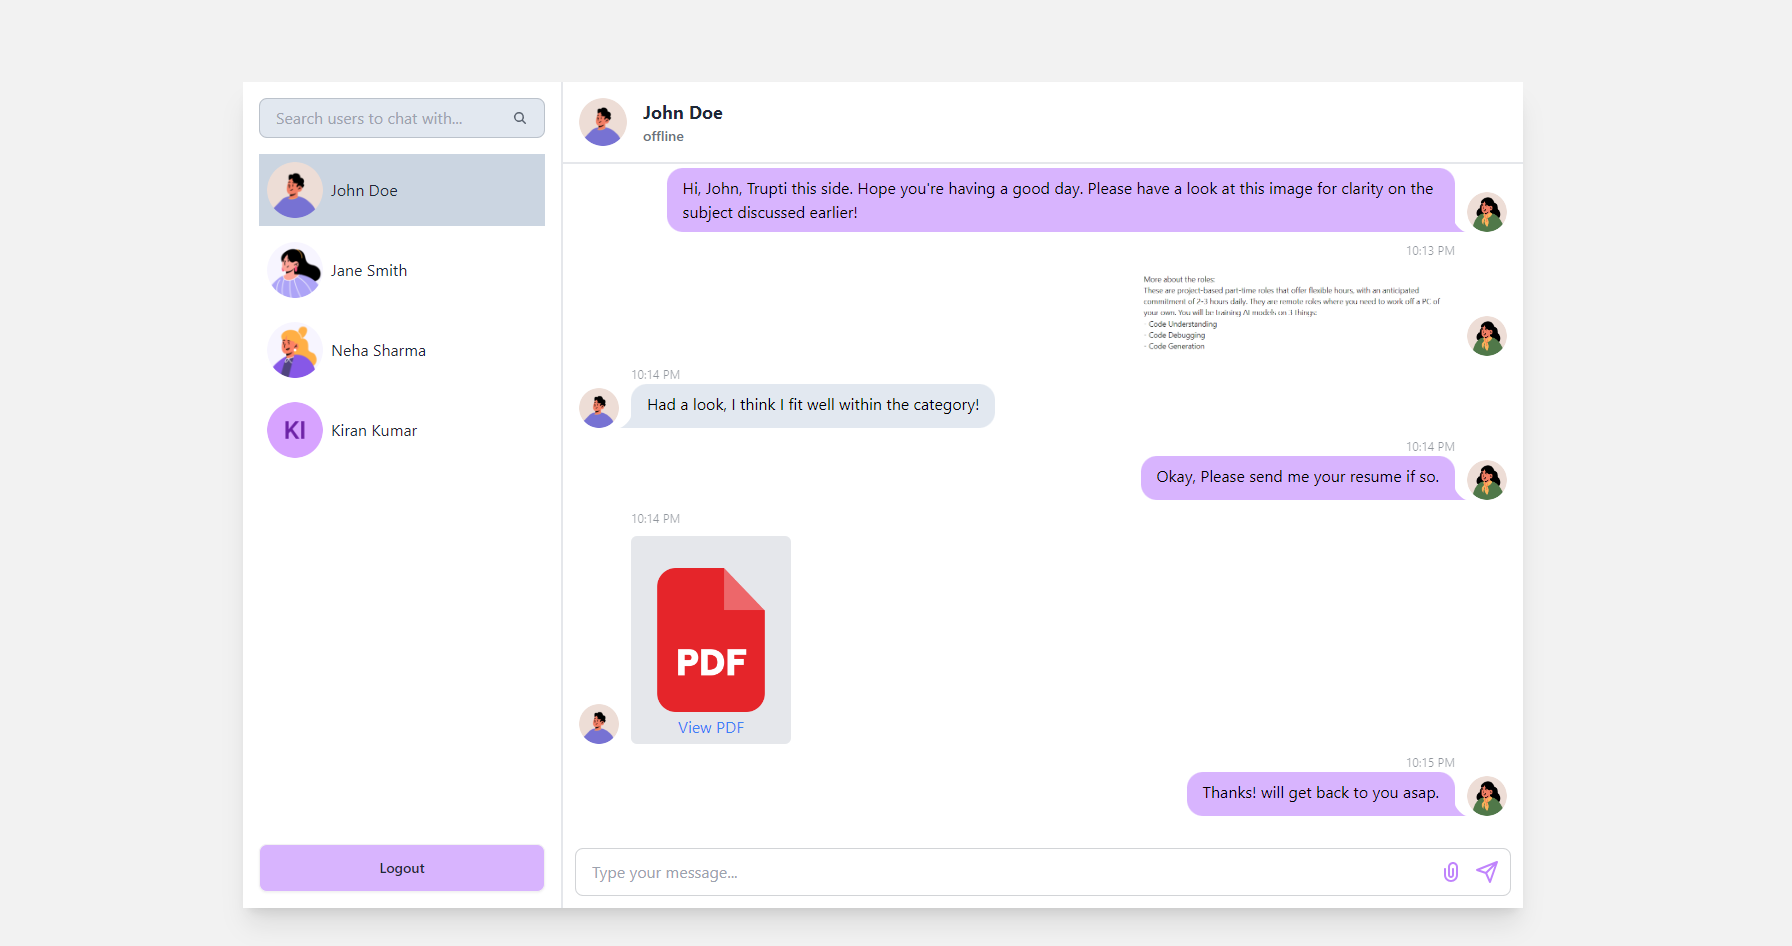 Search users to chat with...
John Doe
Jane Smith
Neha Sharma
KI
Kiran Kumar
Logout
John Doe
offline
Hi, John, Trupti this side. Hope you're having a good day. Please have a look at this image for clarity on the
subject discussed earlier!
10:13 PM
More about the roles:
These are project-based part-time roles that offer flexible hours, with an anticipated
commitment of 2-3 hours daily. They are remote roles where you need to work off a PC of
your own. You will be training AI models on 3 things:
- Code Understanding
- Code Debugging
- Code Generation
10:14 PM
Had a look, I think I fit well within the category!
10:14 PM
Okay, Please send me your resume if so.
10:14 PM
PDF
View PDF
10:15 PM
Thanks! will get back to you asap.
Type your message...